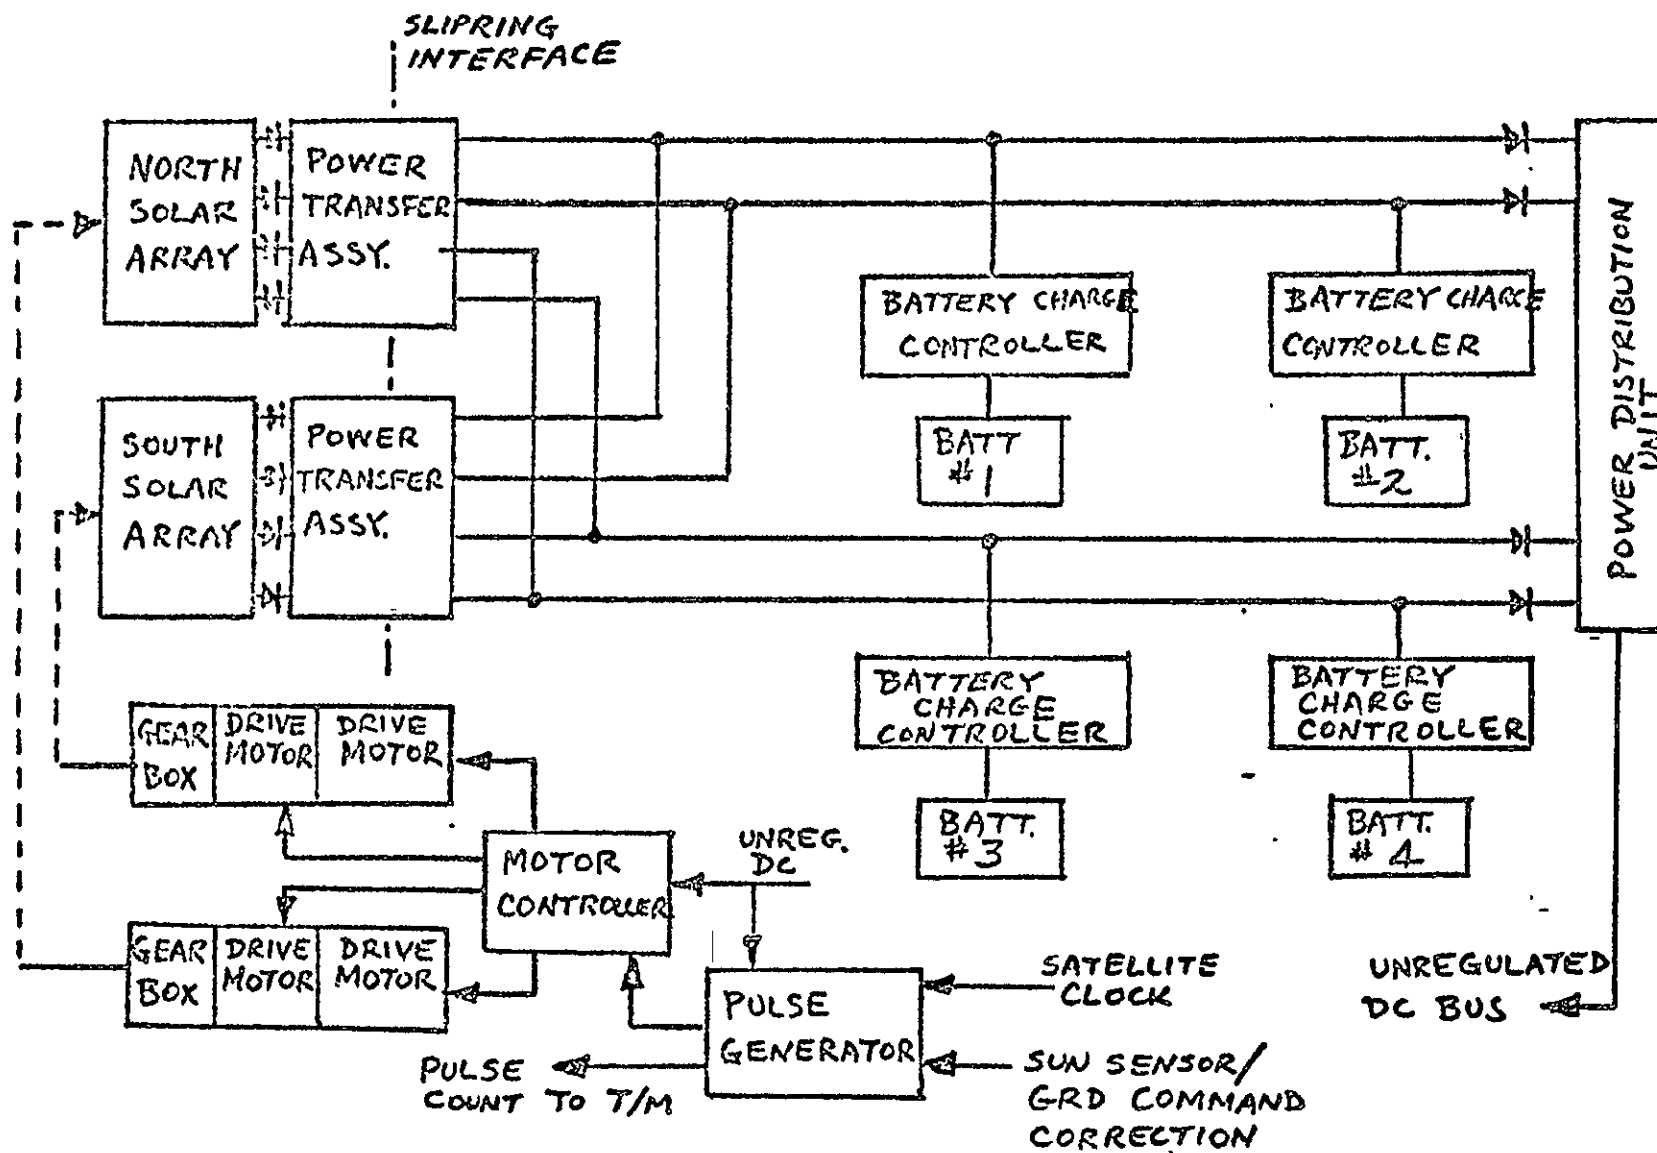 SLIPRING
INTERFACE
NORTH
SOLAR
ARRAY
POWER
TRANSFER
ASSY.
SOUTH
SOLAR
ARRAY
POWER
TRANSFER
ASSY.
BATTERY CHARGE
CONTROLLER
BATT
#1
BATTERY CHARGE
CONTROLLER
BATT.
#2
POWER DISTRIBUTION
UNIT
BATTERY
CHARGE
CONTROLLER
BATT.
#3
BATTERY
CHARGE
CONTROLLER
BATT.
#4
GEAR
BOX
DRIVE
MOTOR
DRIVE
MOTOR
MOTOR
CONTROLLER
UNREG.
DC
GEAR
BOX
DRIVE
MOTOR
DRIVE
MOTOR
PULSE
GENERATOR
SATELLITE
CLOCK
UNREGULATED
DC BUS
PULSE
COUNT TO T/M
SUN SENSOR/
GRD COMMAND
CORRECTION